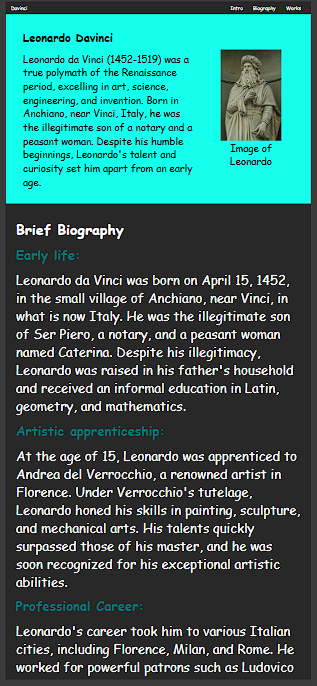 Davinci
Intro Biography Works
Leonardo Davinci
Leonardo da Vinci (1452-1519) was a
true polymath of the Renaissance
period, excelling in art, science,
engineering, and invention. Born in
Anchiano, near Vinci, Italy, he was
the illegitimate son of a notary and a
peasant woman. Despite his humble
beginnings, Leonardo's talent and
curiosity set him apart from an early
age.
Image of
Leonardo
Brief Biography
Early life:
Leonardo da Vinci was born on April 15, 1452,
in the small village of Anchiano, near Vinci, in
what is now Italy. He was the illegitimate son
of Ser Piero, a notary, and a peasant woman
named Caterina. Despite his illegitimacy,
Leonardo was raised in his father's household
and received an informal education in Latin,
geometry, and mathematics.
Artistic apprenticeship:
At the age of 15, Leonardo was apprenticed to
Andrea del Verrocchio, a renowned artist in
Florence. Under Verrocchio's tutelage,
Leonardo honed his skills in painting, sculpture,
and mechanical arts. His talents quickly
surpassed those of his master, and he was
soon recognized for his exceptional artistic
abilities.
Professional Career:
Leonardo's career took him to various Italian
cities, including Florence, Milan, and Rome. He
worked for powerful patrons such as Ludovico